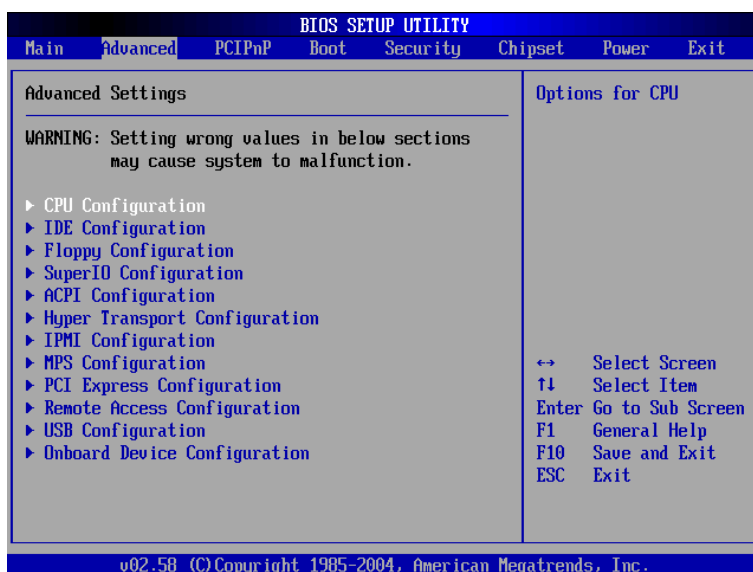 BIOS SETUP UTILITY
Main Advanced PCIPnP Boot Security Chipset Power Exit
Advanced Settings
WARNING: Setting wrong values in below sections
may cause system to malfunction.
▶ CPU Configuration
▶ IDE Configuration
▶ Floppy Configuration
▶ SuperIO Configuration
▶ ACPI Configuration
▶ Hyper Transport Configuration
▶ IPMI Configuration
▶ MPS Configuration
▶ PCI Express Configuration
▶ Remote Access Configuration
▶ USB Configuration
▶ Onboard Device Configuration
Options for CPU
↔ Select Screen
↑↓ Select Item
Enter Go to Sub Screen
F1 General Help
F10 Save and Exit
ESC Exit
v02.58 (C)Copyright 1985-2004, American Megatrends, Inc.